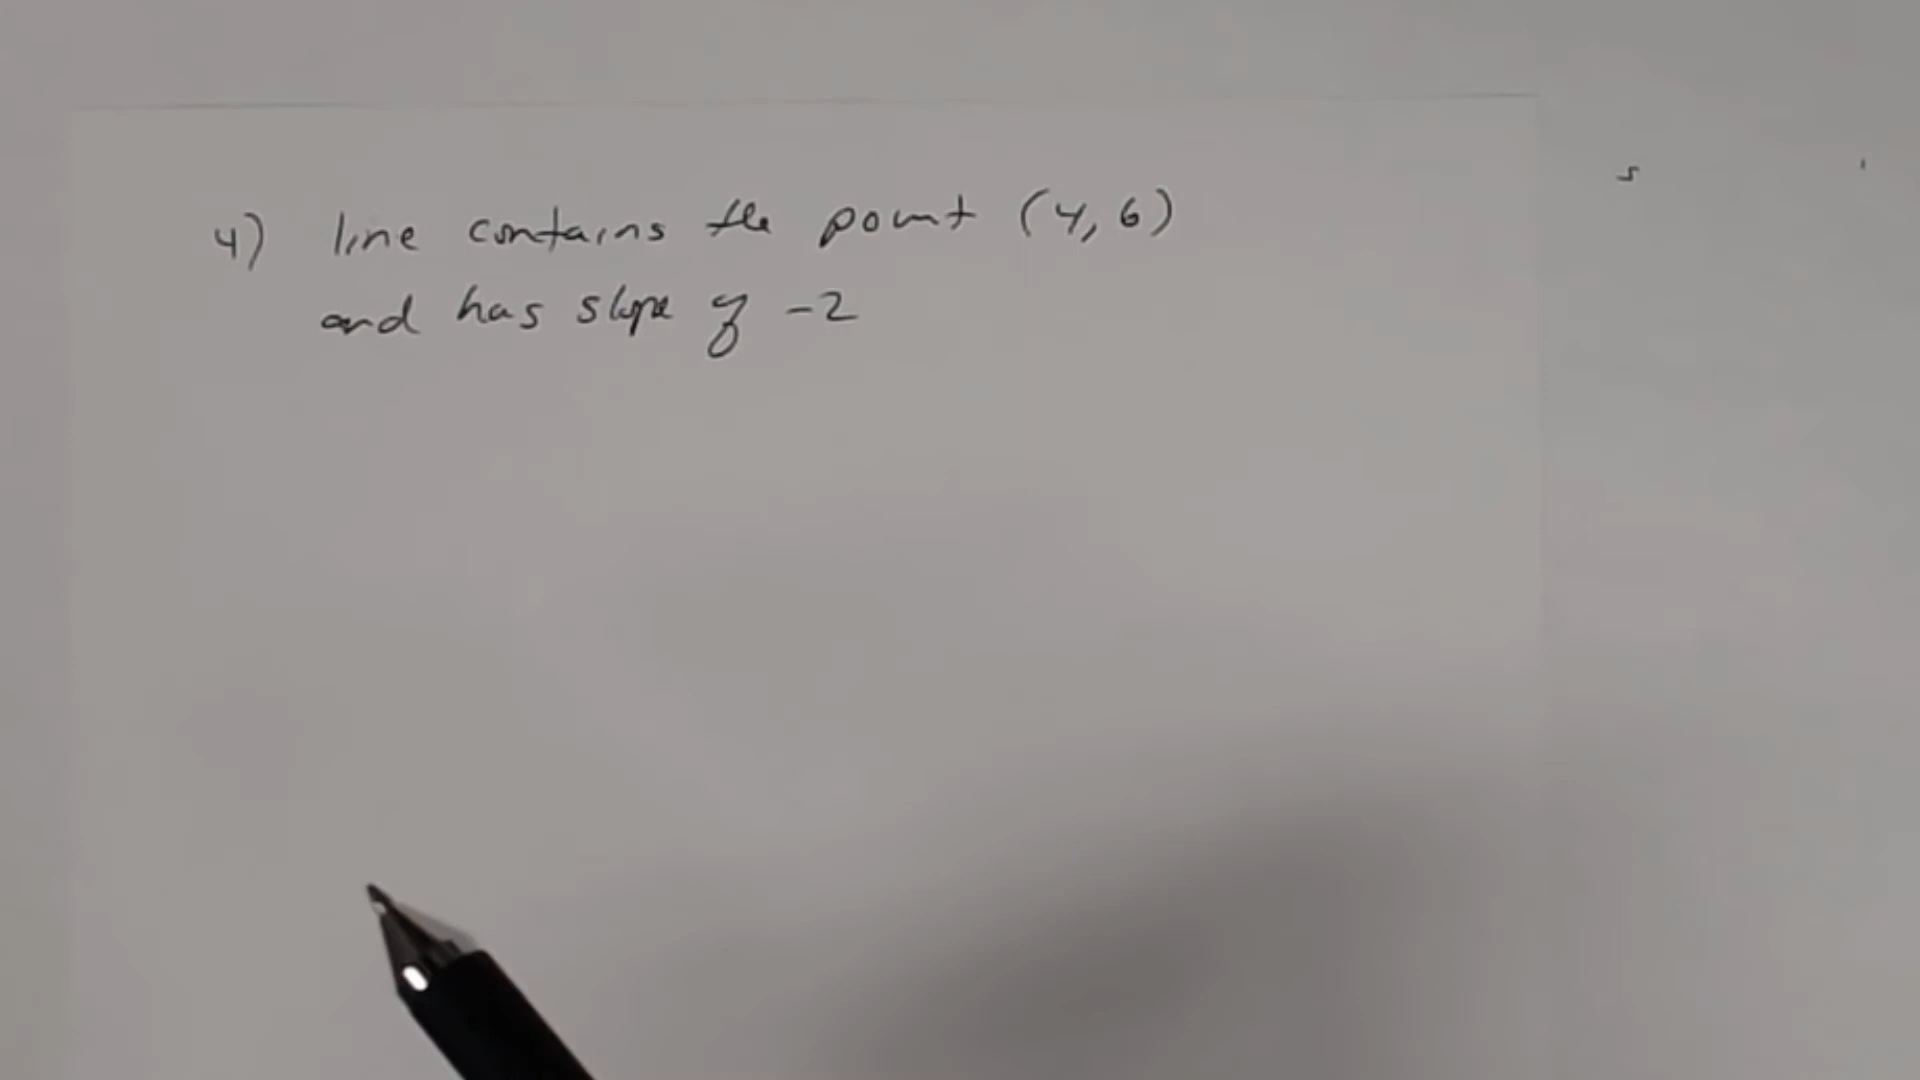 4) line contains the point (4,6)
and has slope of -2